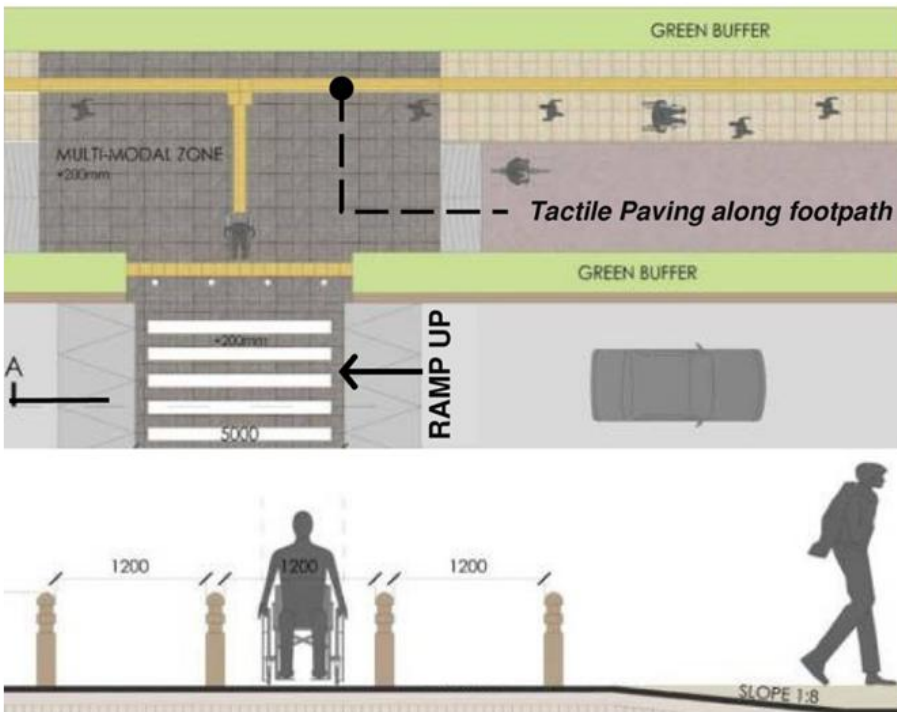 GREEN BUFFER
MULTI-MODAL ZONE
+200mm
Tactile Paving along footpath
GREEN BUFFER
+200mm
RAMP UP
A
5000
1200
1200
1200
SLOPE 1:8